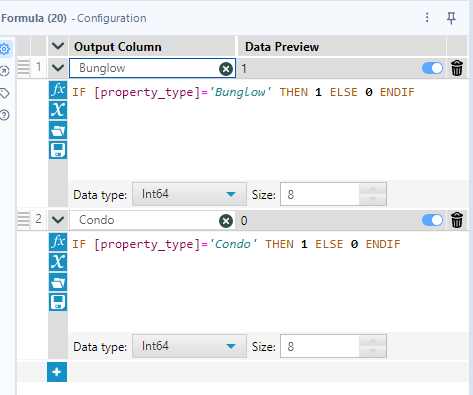 Formula (20) - Configuration
Output Column Data Preview
1 Bunglow 1
fx IF [property_type]='Bunglow' THEN 1 ELSE 0 ENDIF
X
Data type: Int64 Size: 8
2 Condo 0
fx IF [property_type]='Condo' THEN 1 ELSE 0 ENDIF
X
Data type: Int64 Size: 8